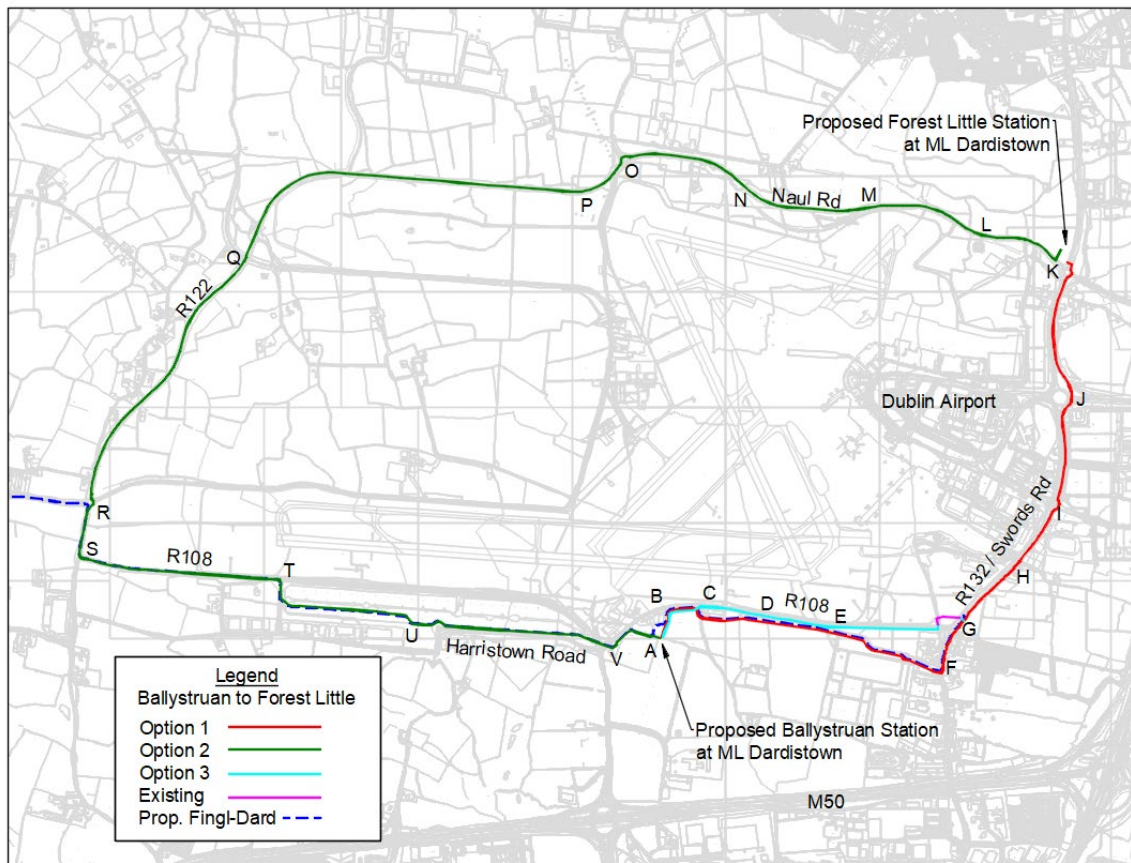 Proposed Forest Little Station
at ML Dardistown
O
P
N
Naul Rd
M
L
K
Q
R122
Dublin Airport
J
R
I
S
R108
T
R132 / Swords Rd
H
B
C
D
R108
E
G
U
Harristown Road
V
A
F
Legend
Ballystruan to Forest Little
Option 1
Option 2
Option 3
Existing
Prop. Fingl-Dard
Proposed Ballystruan Station
at ML Dardistown
M50